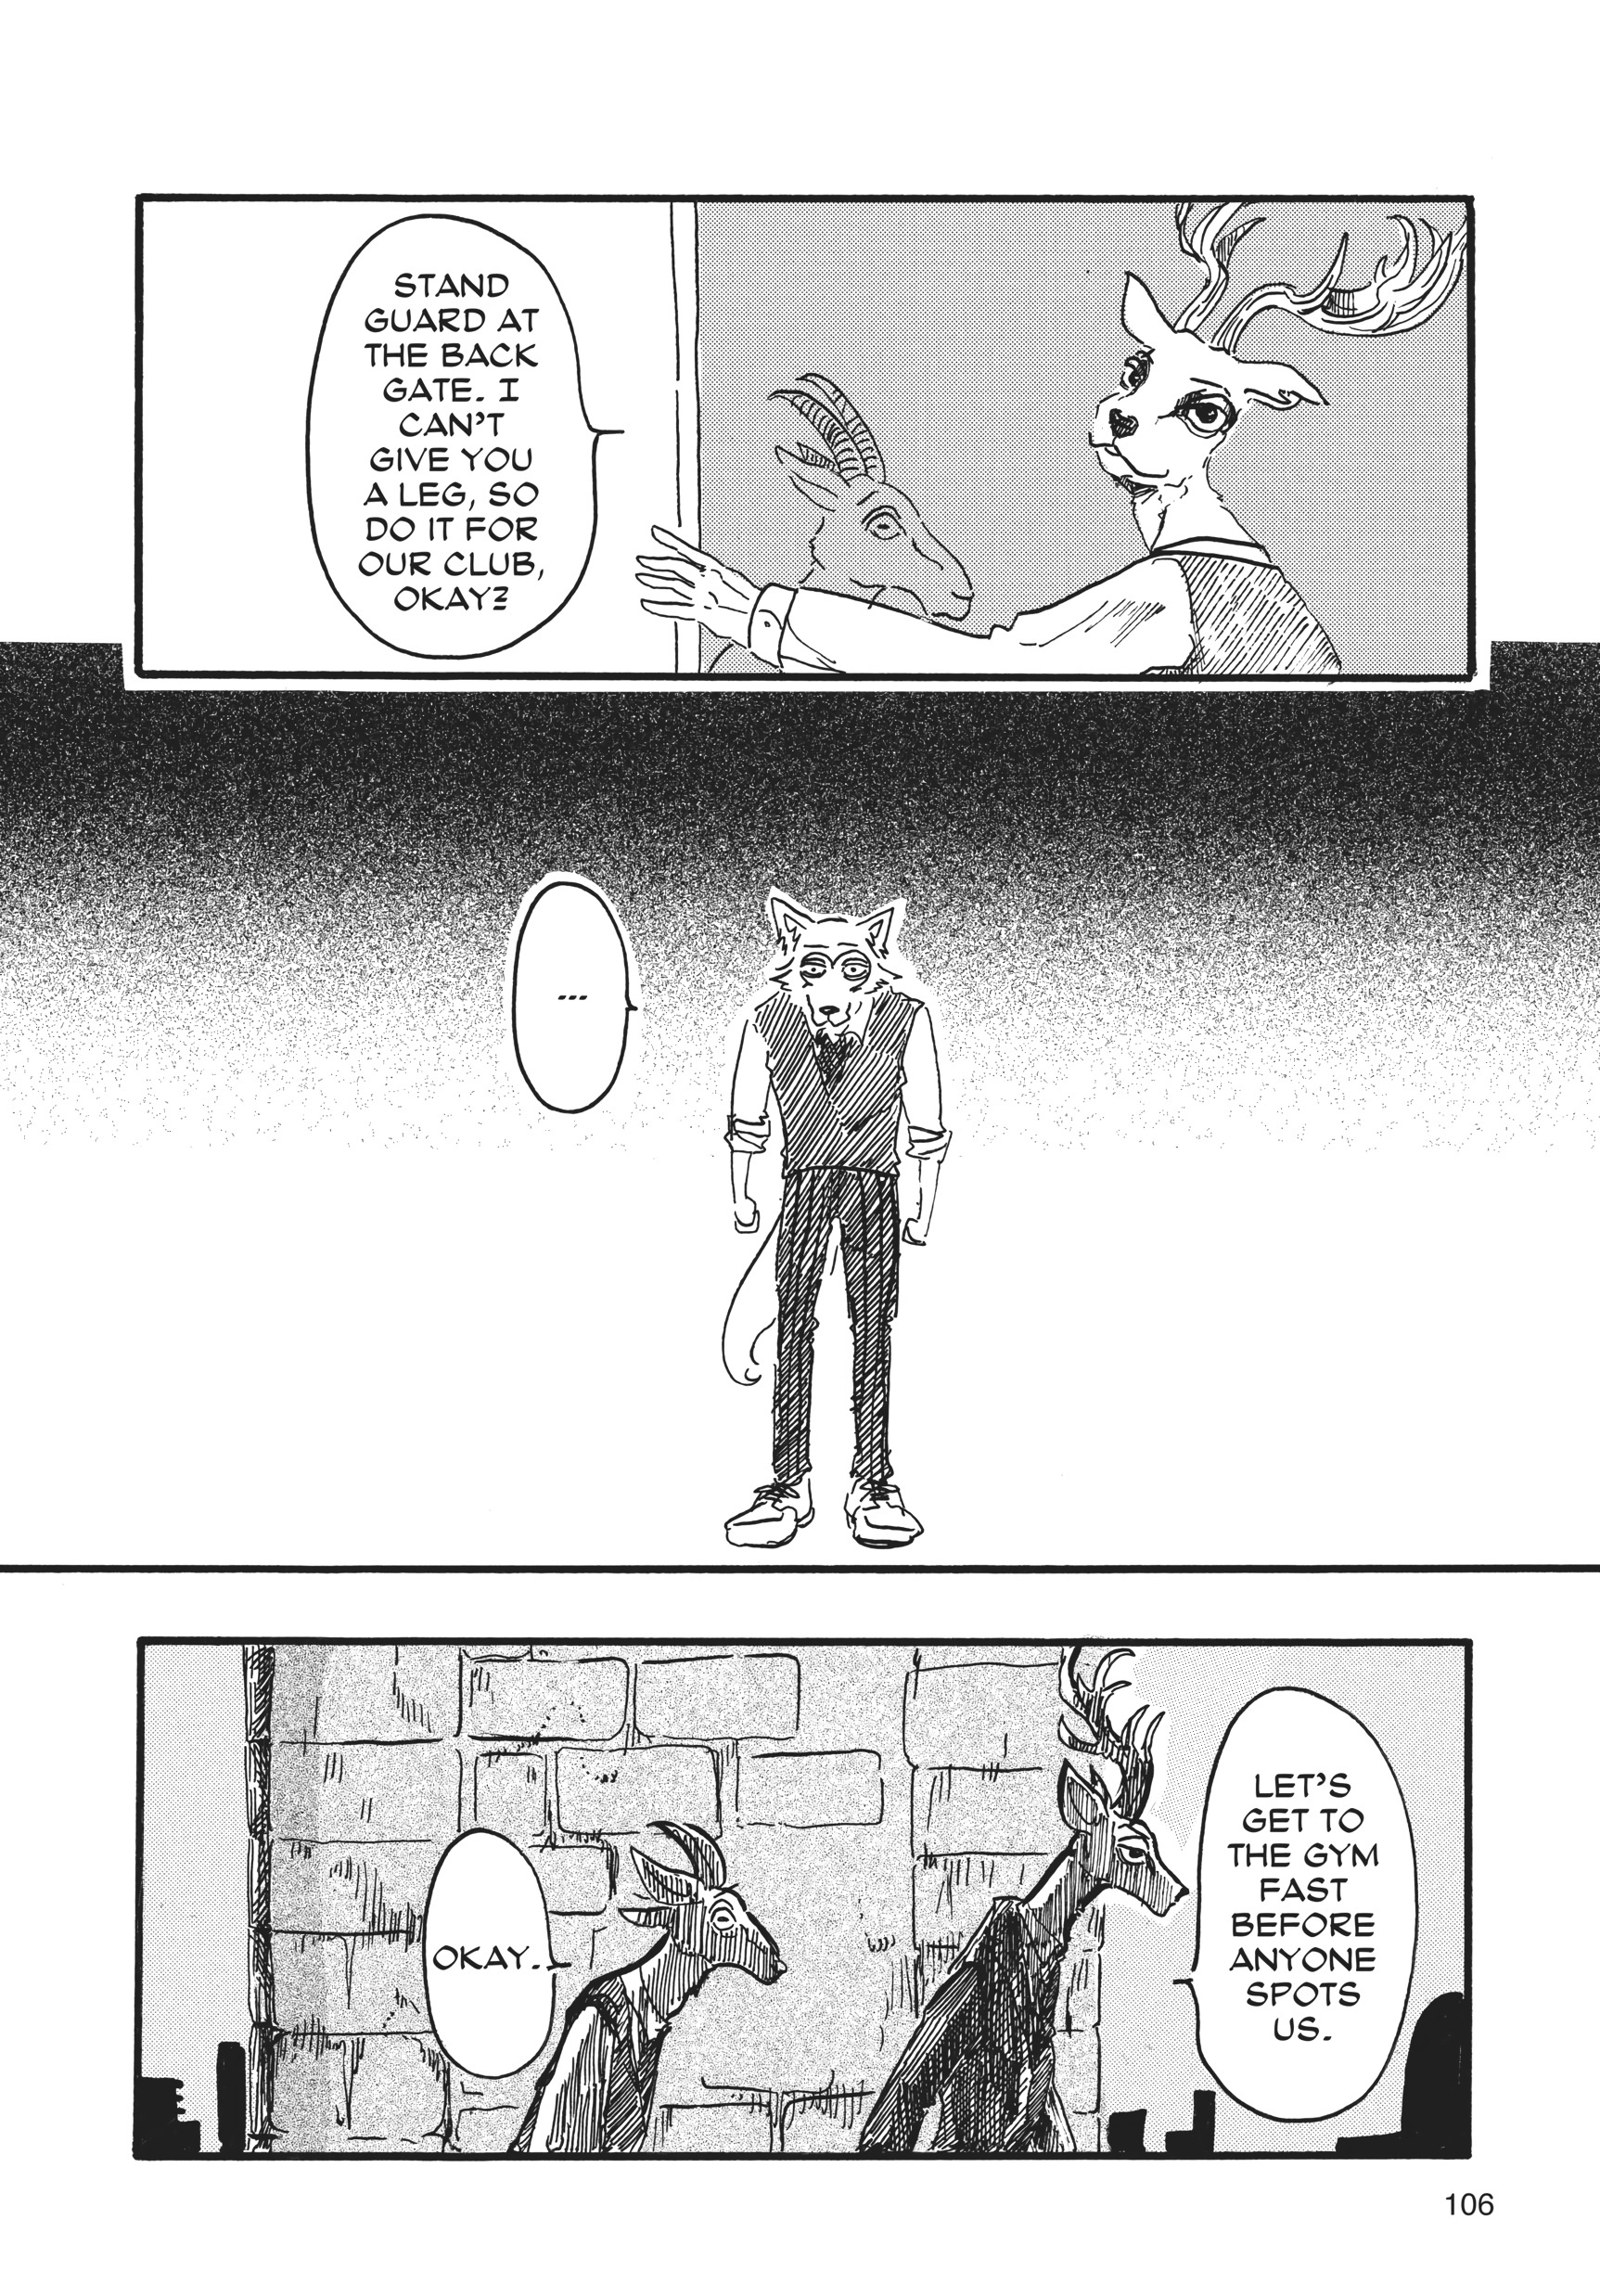 STAND
GUARD AT
THE BACK
GATE. I
CAN'T
GIVE YOU
A LEG, SO
DO IT FOR
OUR CLUB,
OKAY?
...
LET'S
GET TO
THE GYM
FAST
BEFORE
ANYONE
SPOTS
US.
OKAY.
106